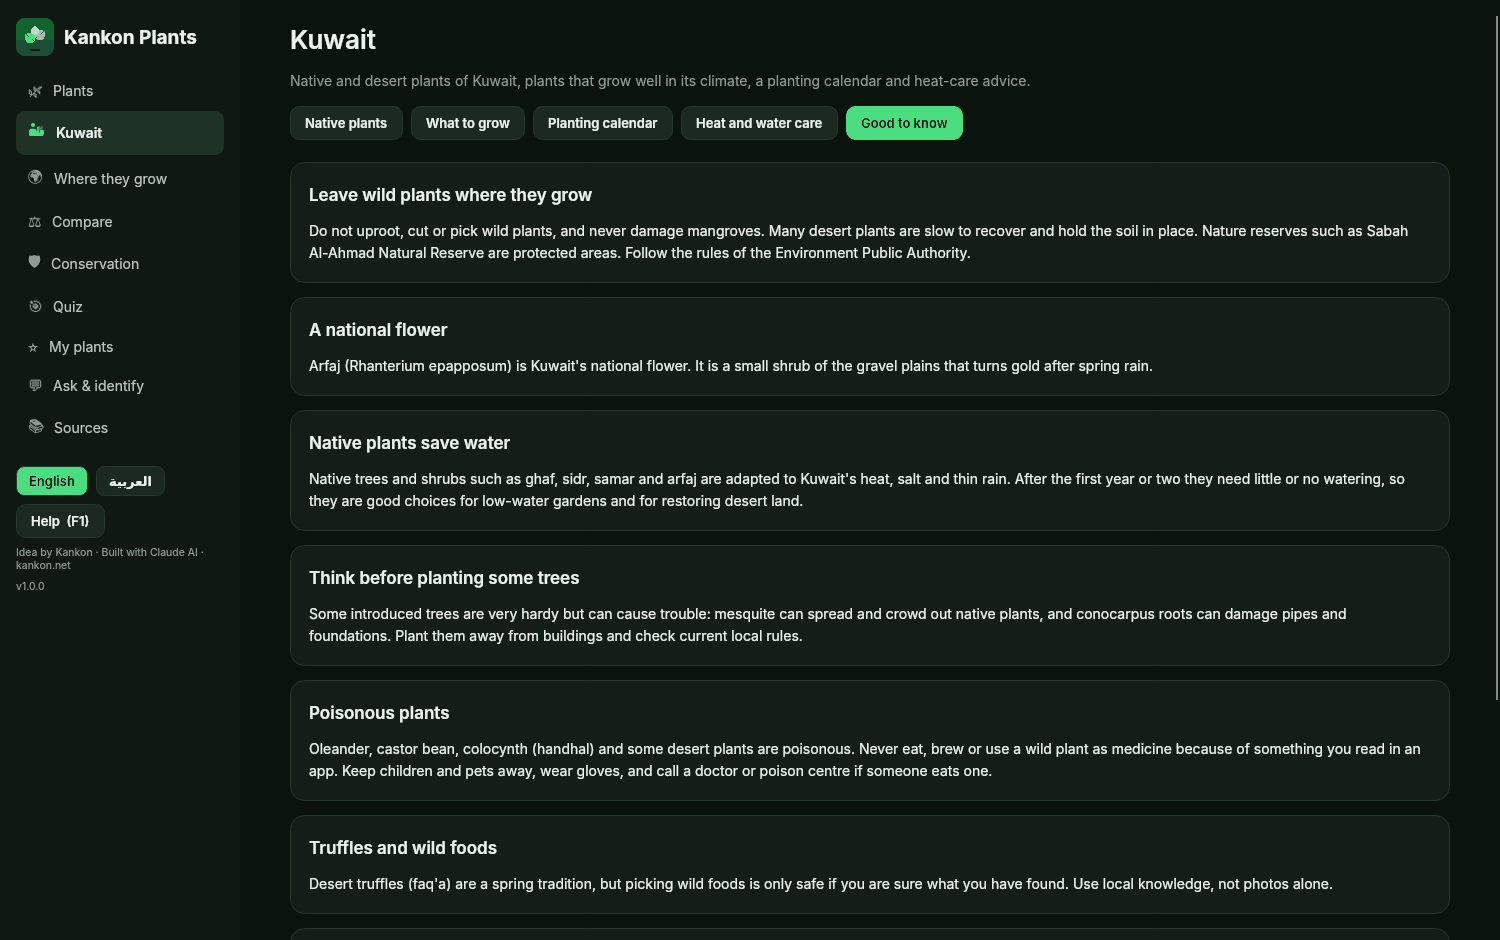 Kankon Plants
Plants
Kuwait
Where they grow
Compare
Conservation
Quiz
My plants
Ask & identify
Sources
English
العربية
Help (F1)
Idea by Kankon · Built with Claude AI ·
kankon.net
v1.0.0
Kuwait
Native and desert plants of Kuwait, plants that grow well in its climate, a planting calendar and heat-care advice.
Native plants
What to grow
Planting calendar
Heat and water care
Good to know
Leave wild plants where they grow
Do not uproot, cut or pick wild plants, and never damage mangroves. Many desert plants are slow to recover and hold the soil in place. Nature reserves such as Sabah
Al-Ahmad Natural Reserve are protected areas. Follow the rules of the Environment Public Authority.
A national flower
Arfaj (Rhanterium epapposum) is Kuwait's national flower. It is a small shrub of the gravel plains that turns gold after spring rain.
Native plants save water
Native trees and shrubs such as ghaf, sidr, samar and arfaj are adapted to Kuwait's heat, salt and thin rain. After the first year or two they need little or no watering, so
they are good choices for low-water gardens and for restoring desert land.
Think before planting some trees
Some introduced trees are very hardy but can cause trouble: mesquite can spread and crowd out native plants, and conocarpus roots can damage pipes and
foundations. Plant them away from buildings and check current local rules.
Poisonous plants
Oleander, castor bean, colocynth (handhal) and some desert plants are poisonous. Never eat, brew or use a wild plant as medicine because of something you read in an
app. Keep children and pets away, wear gloves, and call a doctor or poison centre if someone eats one.
Truffles and wild foods
Desert truffles (faq'a) are a spring tradition, but picking wild foods is only safe if you are sure what you have found. Use local knowledge, not photos alone.